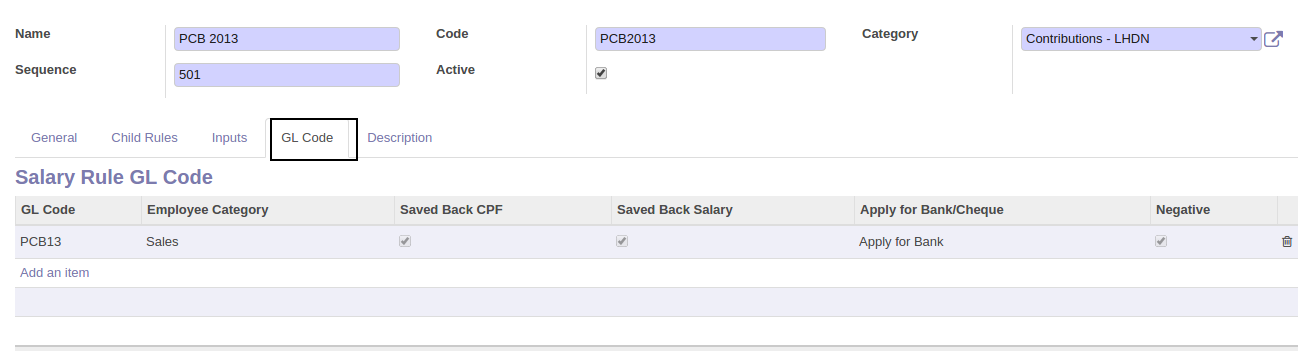 Name PCB 2013 Code PCB2013 Category Contributions - LHDN
Sequence 501 Active
General Child Rules Inputs GL Code Description
Salary Rule GL Code
GL Code Employee Category Saved Back CPF Saved Back Salary Apply for Bank/Cheque Negative
PCB13 Sales Apply for Bank
Add an item